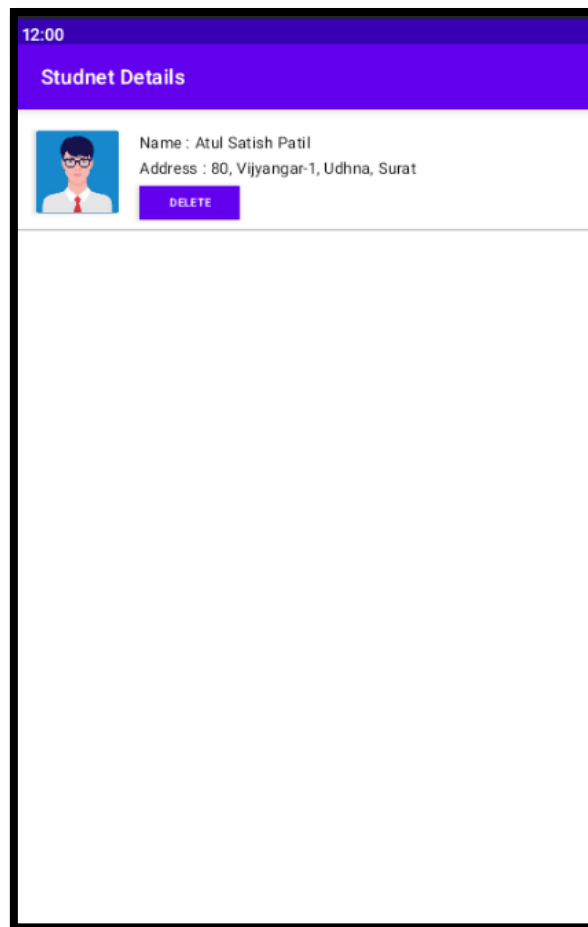 12:00
Studnet Details
Name : Atul Satish Patil
Address : 80, Vijyangar-1, Udhna, Surat
DELETE